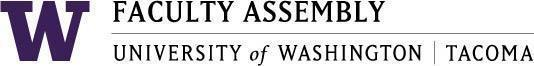 W FACULTY ASSEMBLY
UNIVERSITY of WASHINGTON | TACOMA